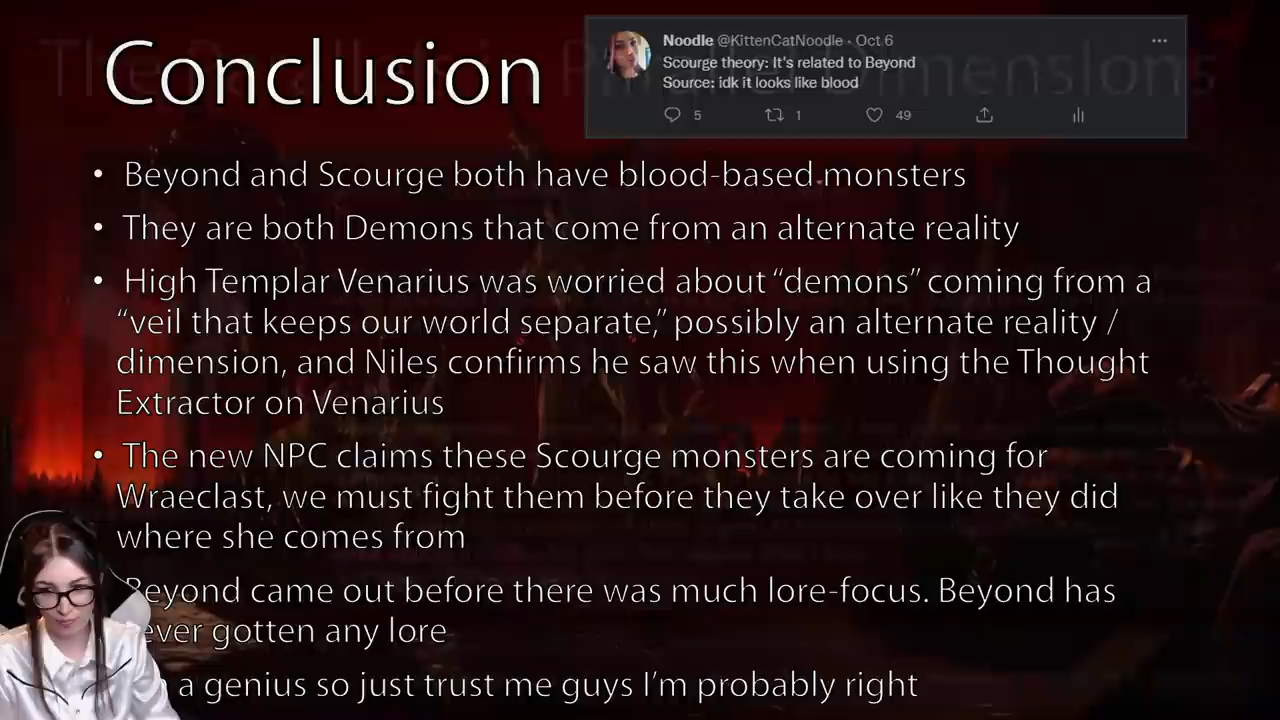 Conclusion
Noodle @KittenCatNoodle · Oct 6
Scourge theory: It's related to Beyond
Source: idk it looks like blood
5 1 49
• Beyond and Scourge both have blood-based monsters
• They are both Demons that come from an alternate reality
• High Templar Venarius was worried about “demons” coming from a
“veil that keeps our world separate,” possibly an alternate reality /
dimension, and Niles confirms he saw this when using the Thought
Extractor on Venarius
• The new NPC claims these Scourge monsters are coming for
Wraeclast, we must fight them before they take over like they did
where she comes from
Beyond came out before there was much lore-focus. Beyond has
ever gotten any lore
a genius so just trust me guys I’m probably right